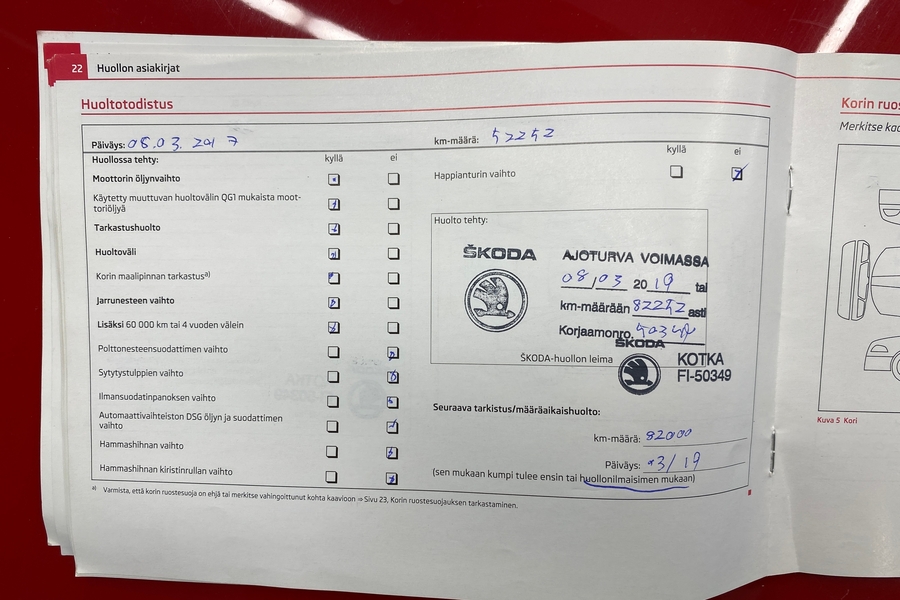 22 Huollon asiakirjat
Huoltotodistus
Päiväys: 08.03. 2017
km-määrä: 52252
Huollossa tehty: kyllä ei
Moottorin öljynvaihto
Käytetty muuttuvan huoltovälin QG1 mukaista moot-
toriöljyä
Tarkastushuolto
Huoltoväli
Korin maalipinnan tarkastus a)
Jarrunesteen vaihto
Lisäksi 60 000 km tai 4 vuoden välein
Polttonesteensuodattimen vaihto
Sytytystulppien vaihto
Ilmansuodatinpanoksen vaihto
Automaattivaihteiston DSG öljyn ja suodattimen
vaihto
Hammashihnan vaihto
Hammashihnan kiristinrullan vaihto
kyllä ei
Happianturin vaihto
Huolto tehty:
ŠKODA
AJOTURVA VOIMASSA
08,03 2019 tai
km-määrään 82252 asti
Korjaamonro.
ŠKODA-huollon leima
ŠKODA
KOTKA
FI-50349
Seuraava tarkistus/määräaikaishuolto:
km-määrä: 82000
Päiväys: 3/19
(sen mukaan kumpi tulee ensin tai huollonilmaisimen mukaan)
a) Varmista, että korin ruostesuoja on ehjä tai merkitse vahingoittunut kohta kaavioon ⇒ Sivu 23, Korin ruostesuojauksen tarkastaminen.
Korin ruos
Merkitse kaa
Kuva 5 Kori